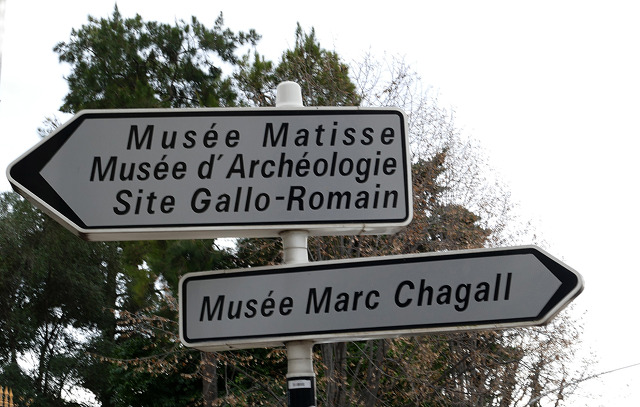 Musée Matisse
Musée d'Archéologie
Site Gallo-Romain
Musée Marc Chagall